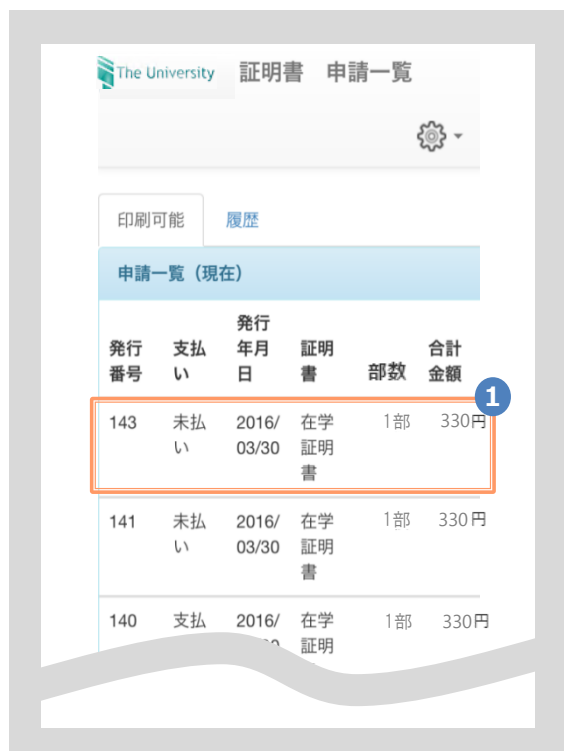 The University 証明書 申請一覧
印刷可能 履歴
申請一覧（現在）
発行番号 支払い 発行年月日 証明書 部数 合計金額
1
143 未払い 2016/03/30 在学証明書 1部 330円
141 未払い 2016/03/30 在学証明書 1部 330円
140 支払 2016/ 在学証明 1部 330円